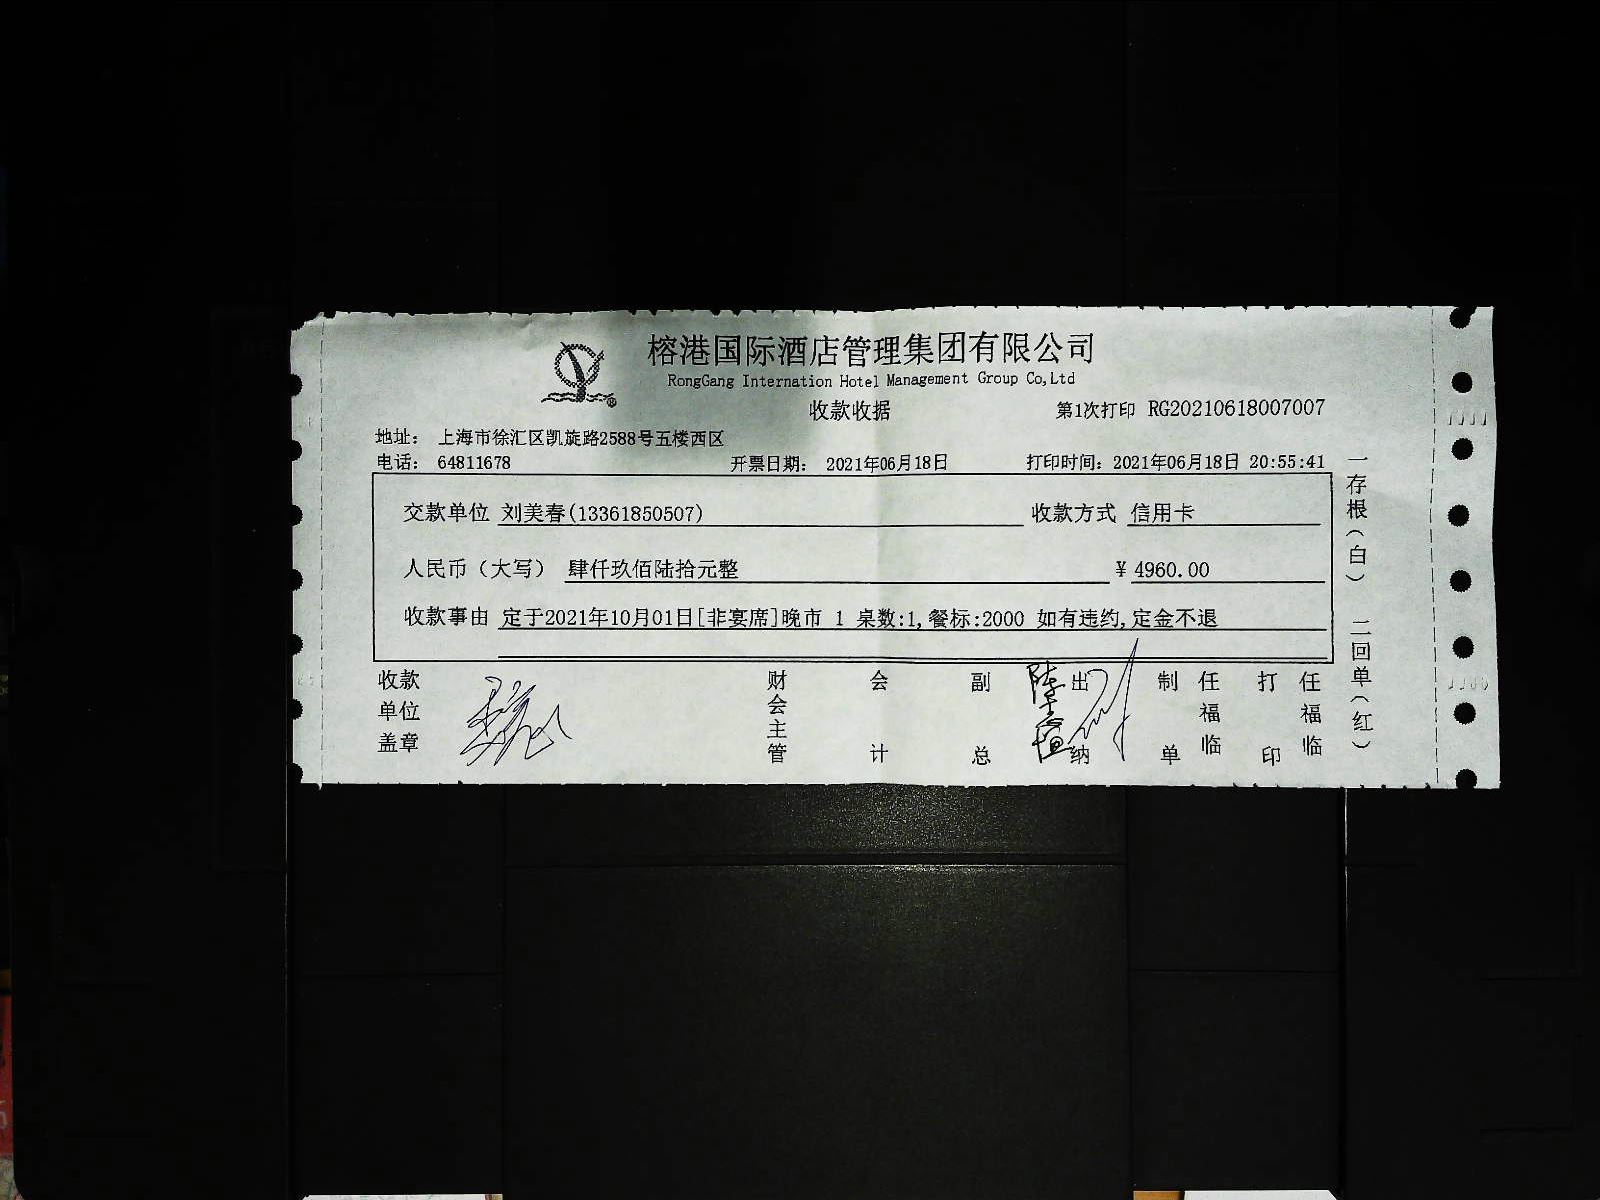 榕港国际酒店管理集团有限公司
RongGang Internation Hotel Management Group Co,Ltd
收款收据
第1次打印 RG20210618007007
地址： 上海市徐汇区凯旋路2588号五楼西区
电话： 64811678 开票日期： 2021年06月18日 打印时间：2021年06月18日 20:55:41
交款单位 刘美春(13361850507) 收款方式 信用卡
人民币（大写） 肆仟玖佰陆拾元整 ￥4960.00
收款事由 定于2021年10月01日[非宴席]晚市 1 桌数:1,餐标:2000 如有违约,定金不退
收款单位盖章 财会主管 会计 副总 出纳 制单 任福临 打印 任福临
一存根（白） 二回单（红）